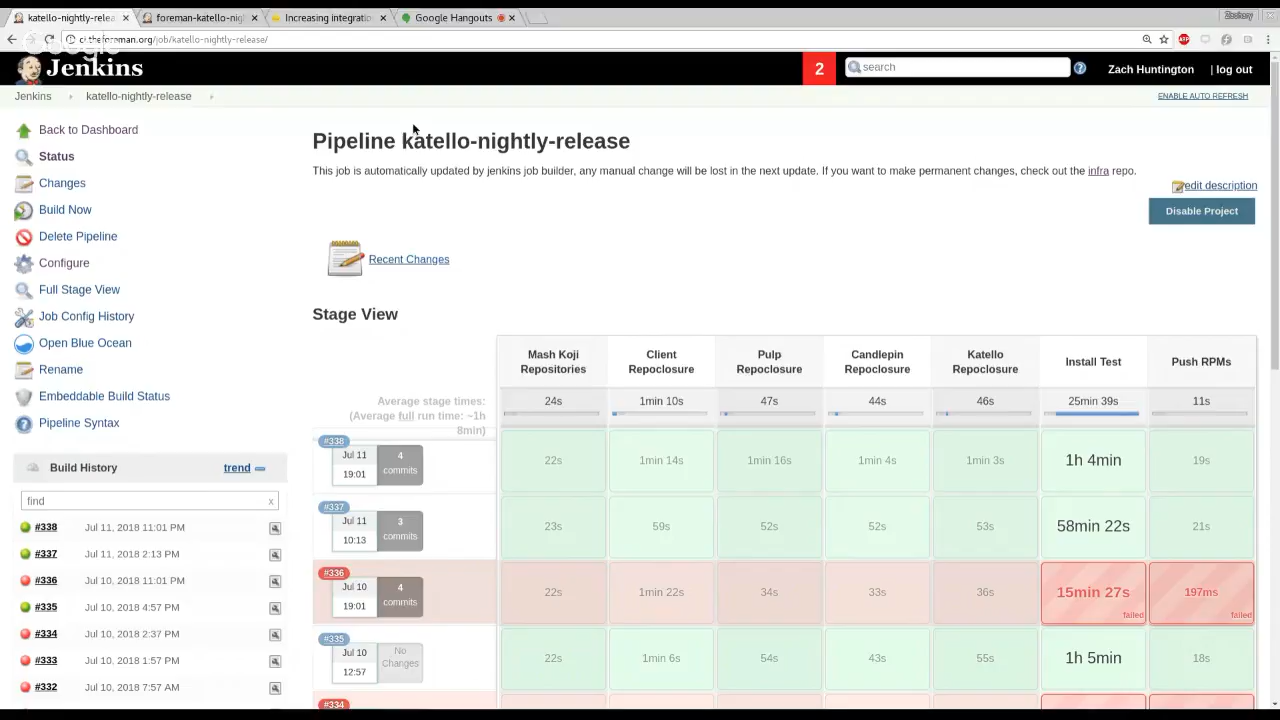 katello-nightly-relea
foreman-katello-nigh
Increasing integratio
Google Hangouts
Zachary
ci.theforeman.org/job/katello-nightly-release/
Google
ABP
Jenkins
2
search
Zach Huntington
| log out
Jenkins
katello-nightly-release
ENABLE AUTO REFRESH
Back to Dashboard
Status
Changes
Build Now
Delete Pipeline
Configure
Full Stage View
Job Config History
Open Blue Ocean
Rename
Embeddable Build Status
Pipeline Syntax
Build History
trend
find
x
#338 Jul 11, 2018 11:01 PM
#337 Jul 11, 2018 2:13 PM
#336 Jul 10, 2018 11:01 PM
#335 Jul 10, 2018 4:57 PM
#334 Jul 10, 2018 2:37 PM
#333 Jul 10, 2018 1:57 PM
#332 Jul 10, 2018 7:57 AM
Pipeline katello-nightly-release
This job is automatically updated by jenkins job builder, any manual change will be lost in the next update. If you want to make permanent changes, check out the infra repo.
edit description
Disable Project
Recent Changes
Stage View
Mash Koji Repositories
Client Repoclosure
Pulp Repoclosure
Candlepin Repoclosure
Katello Repoclosure
Install Test
Push RPMs
Average stage times:
(Average full run time: ~1h
8min)
24s 1min 10s 47s 44s 46s 25min 39s 11s
#338
Jul 11
19:01
4
commits
22s 1min 14s 1min 16s 1min 4s 1min 3s 1h 4min 19s
#337
Jul 11
10:13
3
commits
23s 59s 52s 52s 53s 58min 22s 21s
#336
Jul 10
19:01
4
commits
22s 1min 22s 34s 33s 36s 15min 27s 197ms
failed failed
#335
Jul 10
12:57
No
Changes
22s 1min 6s 54s 43s 55s 1h 5min 18s
#334